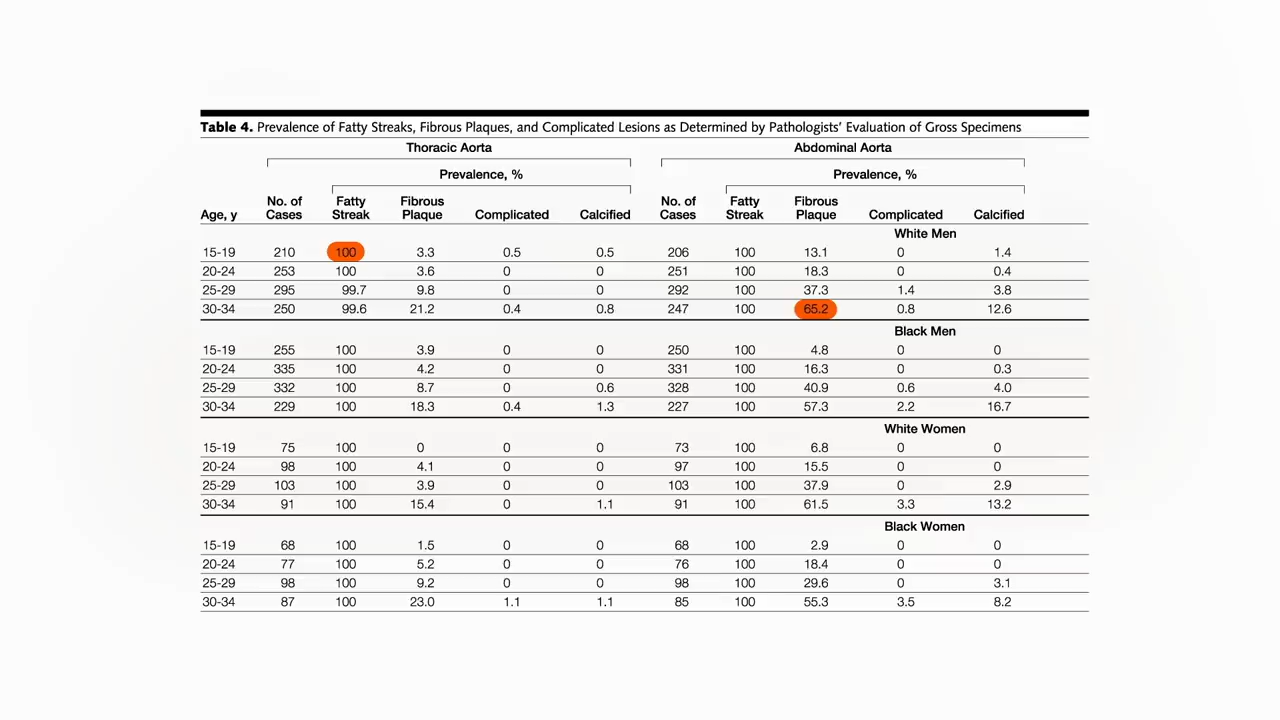 Table 4. Prevalence of Fatty Streaks, Fibrous Plaques, and Complicated Lesions as Determined by Pathologists' Evaluation of Gross Specimens
Thoracic Aorta Abdominal Aorta
Prevalence, % Prevalence, %
Age, y No. of Cases Fatty Streak Fibrous Plaque Complicated Calcified No. of Cases Fatty Streak Fibrous Plaque Complicated Calcified
White Men
15-19 210 100 3.3 0.5 0.5 206 100 13.1 0 1.4
20-24 253 100 3.6 0 0 251 100 18.3 0 0.4
25-29 295 99.7 9.8 0 0 292 100 37.3 1.4 3.8
30-34 250 99.6 21.2 0.4 0.8 247 100 65.2 0.8 12.6
Black Men
15-19 255 100 3.9 0 0 250 100 4.8 0 0
20-24 335 100 4.2 0 0 331 100 16.3 0 0.3
25-29 332 100 8.7 0 0.6 328 100 40.9 0.6 4.0
30-34 229 100 18.3 0.4 1.3 227 100 57.3 2.2 16.7
White Women
15-19 75 100 0 0 0 73 100 6.8 0 0
20-24 98 100 4.1 0 0 97 100 15.5 0 0
25-29 103 100 3.9 0 0 103 100 37.9 0 2.9
30-34 91 100 15.4 0 1.1 91 100 61.5 3.3 13.2
Black Women
15-19 68 100 1.5 0 0 68 100 2.9 0 0
20-24 77 100 5.2 0 0 76 100 18.4 0 0
25-29 98 100 9.2 0 0 98 100 29.6 0 3.1
30-34 87 100 23.0 1.1 1.1 85 100 55.3 3.5 8.2